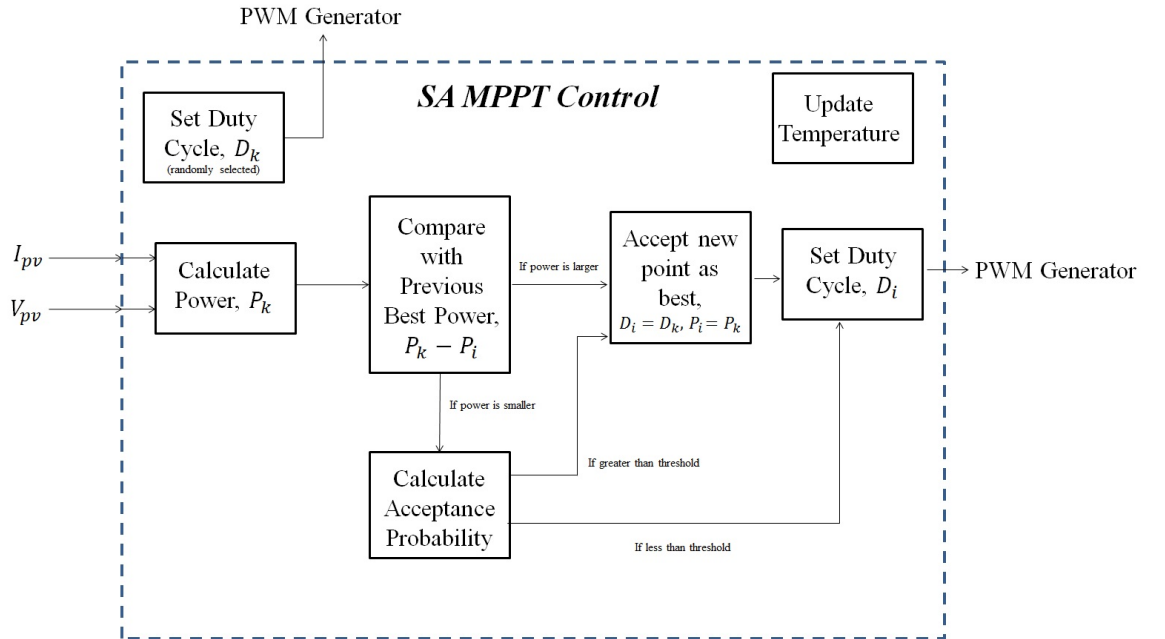 PWM Generator
SA MPPT Control
Set Duty
Cycle, D_k
(randomly selected)
Update
Temperature
I_pv
V_pv
Calculate
Power, P_k
Compare
with
Previous
Best Power,
P_k − P_i
If power is larger
Accept new
point as
best,
D_i = D_k, P_i = P_k
Set Duty
Cycle, D_i
PWM Generator
If power is smaller
Calculate
Acceptance
Probability
If greater than threshold
If less than threshold